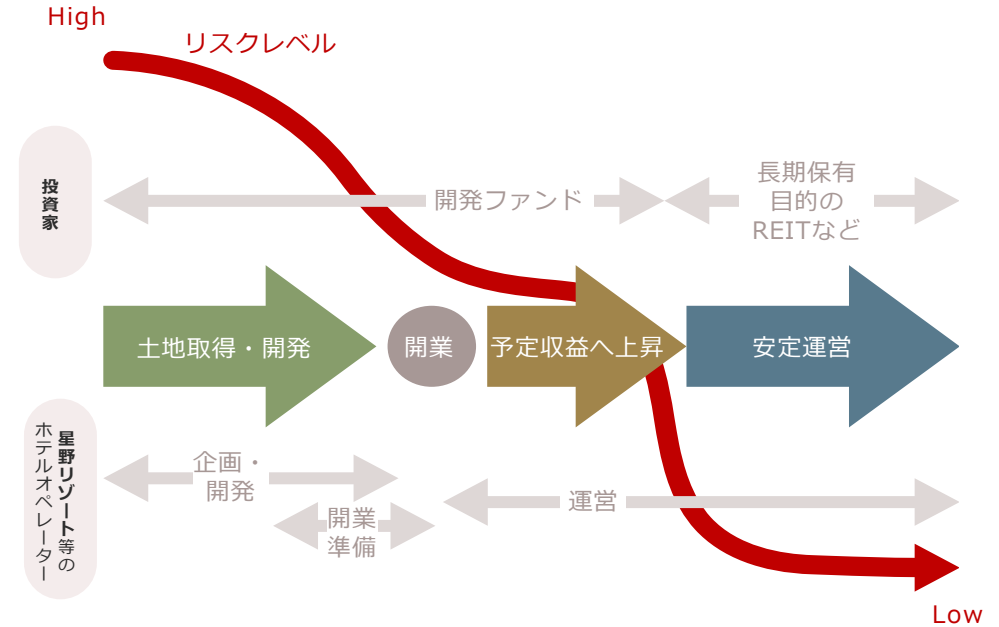 High
リスクレベル
投資家
開発ファンド
長期保有
目的の
REITなど
土地取得・開発
開業
予定収益へ上昇
安定運営
星野リゾート等の
ホテルオペレーター
企画・
開発
開業
準備
運営
Low